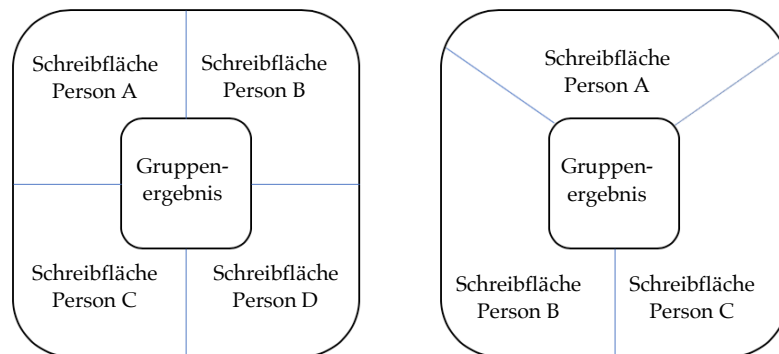 Schreibfläche
Person A
Schreibfläche
Person B
Gruppen-
ergebnis
Schreibfläche
Person C
Schreibfläche
Person D
Schreibfläche
Person A
Gruppen-
ergebnis
Schreibfläche
Person B
Schreibfläche
Person C